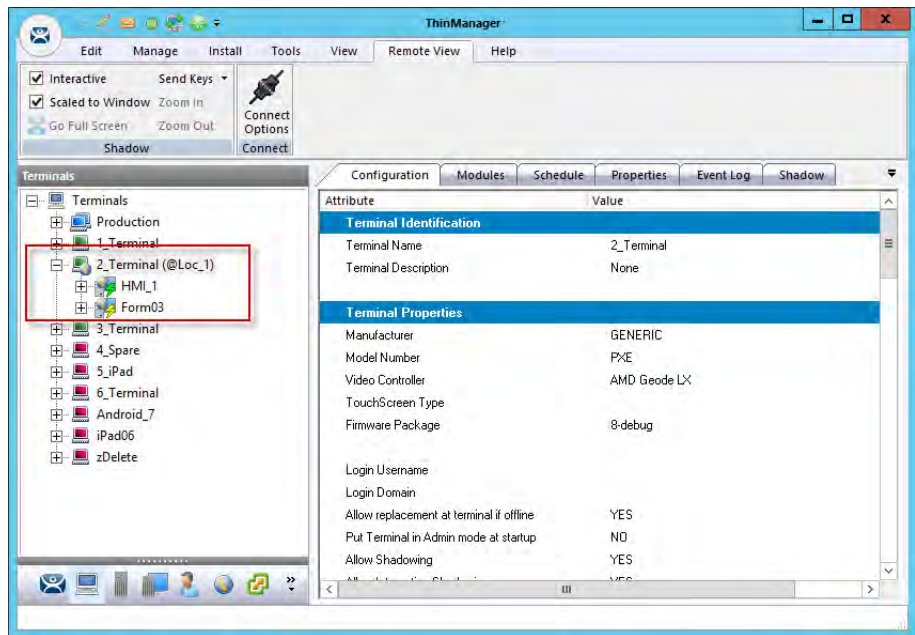 ThinManager
Edit Manage Install Tools View Remote View Help
Interactive Send Keys
Scaled to Window Zoom In
Go Full Screen Zoom Out
Connect Options
Shadow Connect
Terminals
Terminals
Production
1_Terminal
2_Terminal (@Loc_1)
HMI_1
Form03
3_Terminal
4_Spare
5_iPad
6_Terminal
Android_7
iPad06
zDelete
Configuration Modules Schedule Properties Event Log Shadow
Attribute Value
Terminal Identification
Terminal Name 2_Terminal
Terminal Description None
Terminal Properties
Manufacturer GENERIC
Model Number PXE
Video Controller AMD Geode LX
TouchScreen Type
Firmware Package 8-debug
Login Username
Login Domain
Allow replacement at terminal if offline YES
Put Terminal in Admin mode at startup NO
Allow Shadowing YES